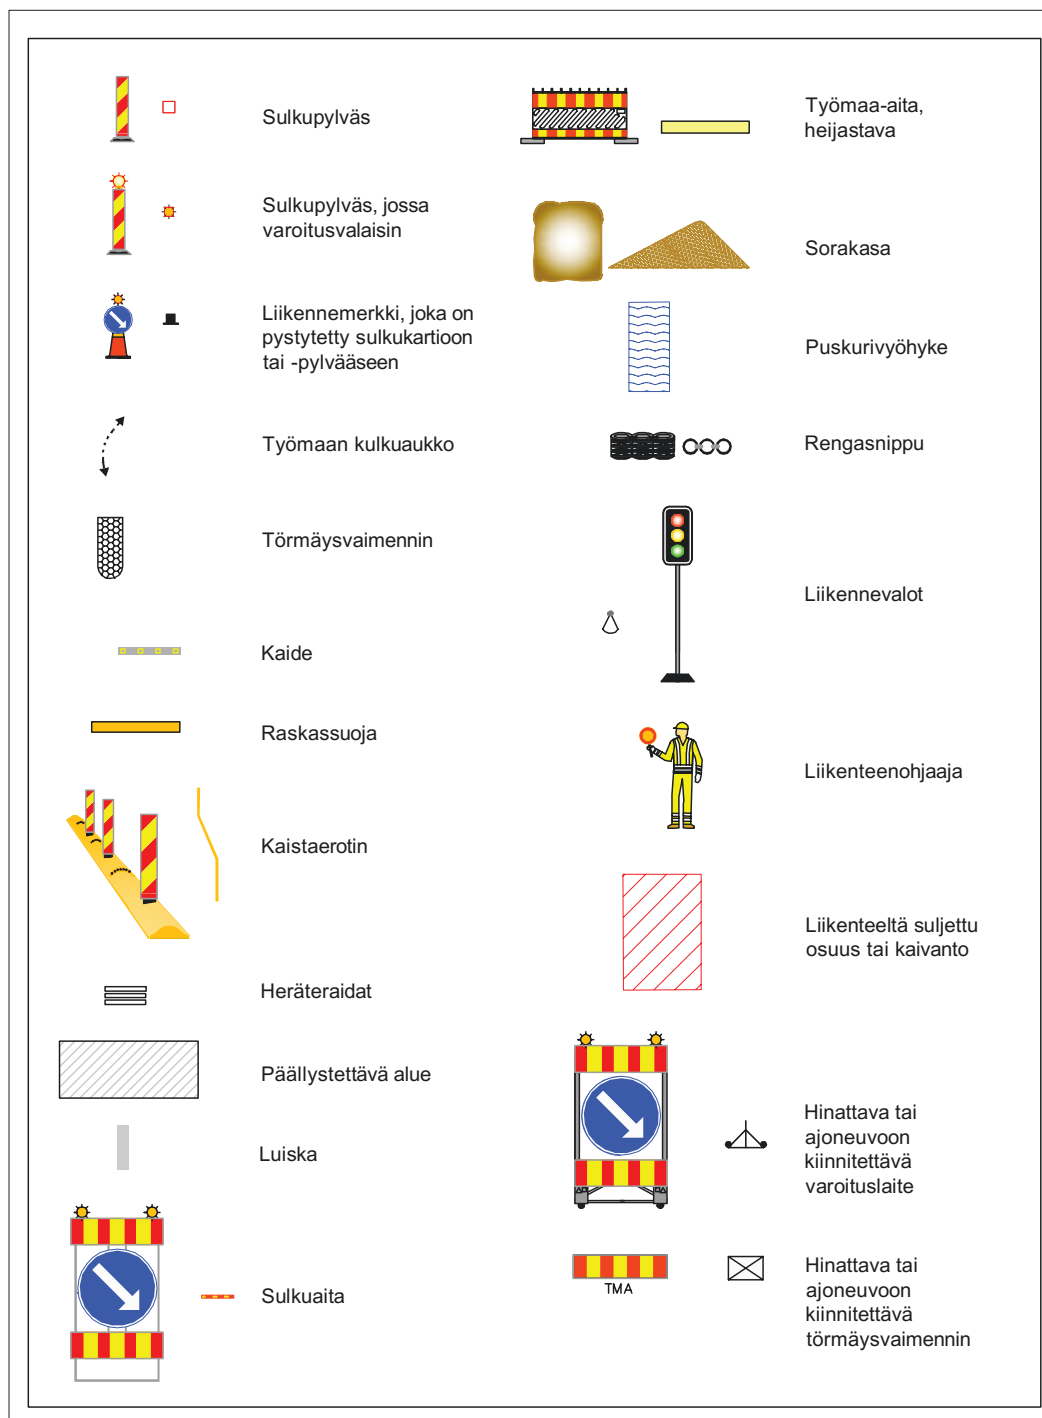 Sulkupylväs
Sulkupylväs, jossa
varoitusvalaisin
Liikennemerkki, joka on
pystytetty sulkukartioon
tai -pylvääseen
Työmaan kulkuaukko
Törmäysvaimennin
Kaide
Raskassuoja
Kaistaerotin
Heräteraidat
Päällystettävä alue
Luiska
Sulkuaita
Työmaa-aita,
heijastava
Sorakasa
Puskurivyöhyke
Rengasnippu
Liikennevalot
Liikenteenohjaaja
Liikenteeltä suljettu
osuus tai kaivanto
Hinattava tai
ajoneuvoon
kiinnitettävä
varoituslaite
TMA
Hinattava tai
ajoneuvoon
kiinnitettävä
törmäysvaimennin